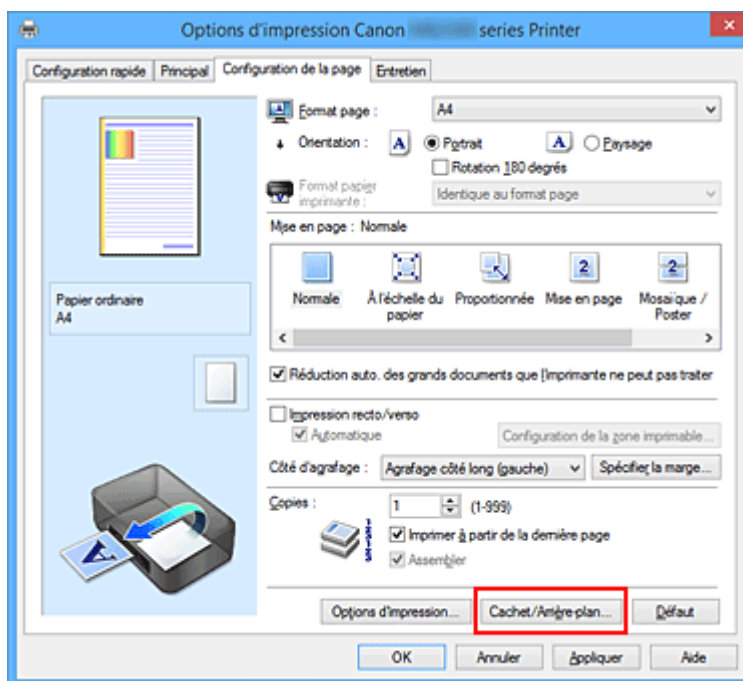 Options d'impression Canon series Printer
Configuration rapide Principal Configuration de la page Entretien
Format page : A4
Orientation : A Portrait A Paysage
Rotation 180 degrés
Format papier imprimante : Identique au format page
Mise en page : Normale
Normale À l'échelle du papier Proportionnée Mise en page Mosaïque / Poster
Papier ordinaire
A4
Réduction auto. des grands documents que l'imprimante ne peut pas traiter
Impression recto/verso
Automatique Configuration de la zone imprimable...
Côté d'agrafage : Agrafage côté long (gauche) Spécifier la marge...
Copies : 1 (1-999)
Imprimer à partir de la dernière page
Assembler
Options d'impression... Cachet/Arrière-plan... Défaut
OK Annuler Appliquer Aide